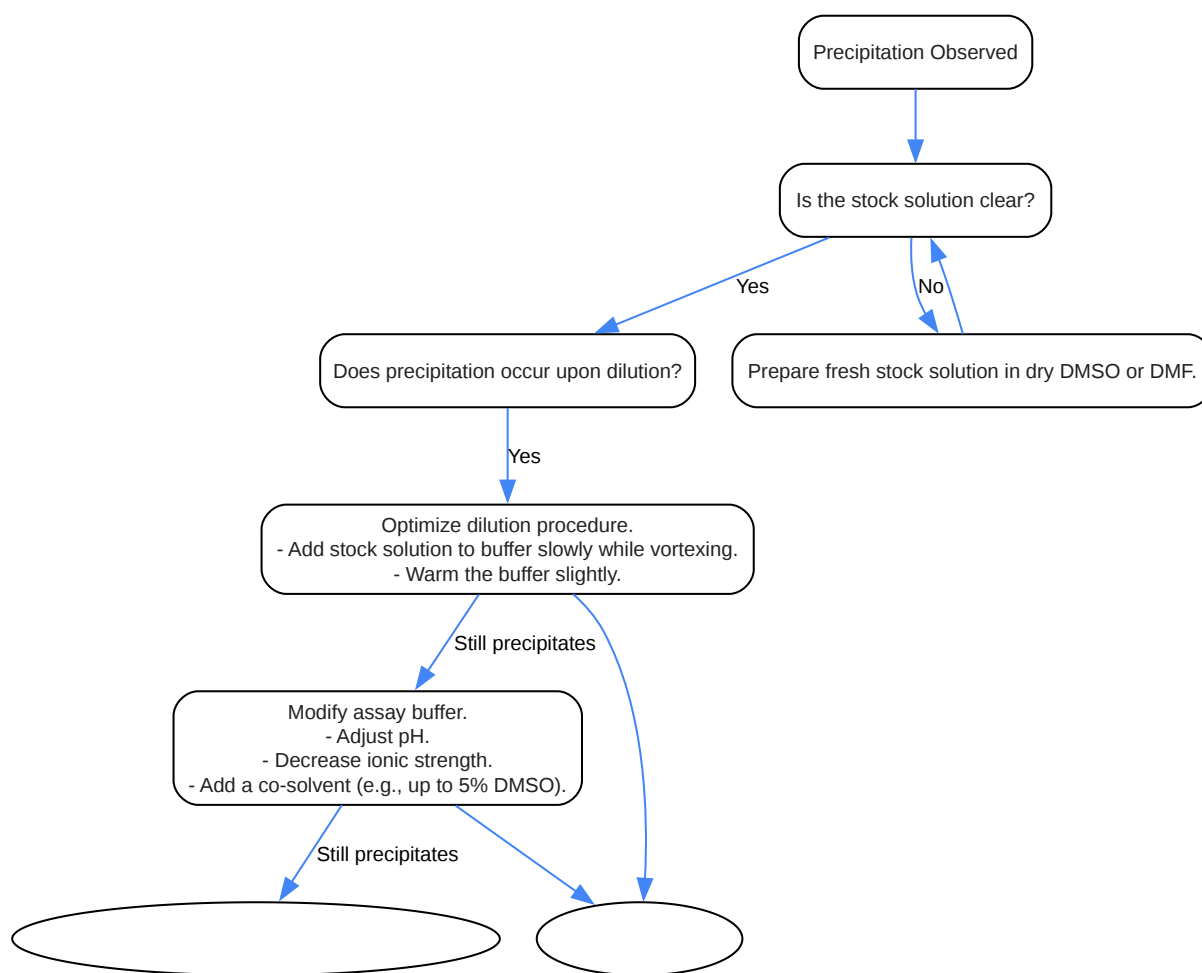 Precipitation Observed
Is the stock solution clear?
Yes
No
Does precipitation occur upon dilution?
Prepare fresh stock solution in dry DMSO or DMF.
Yes
Optimize dilution procedure.
- Add stock solution to buffer slowly while vortexing.
- Warm the buffer slightly.
Still precipitates
Modify assay buffer.
- Adjust pH.
- Decrease ionic strength.
- Add a co-solvent (e.g., up to 5% DMSO).
Still precipitates